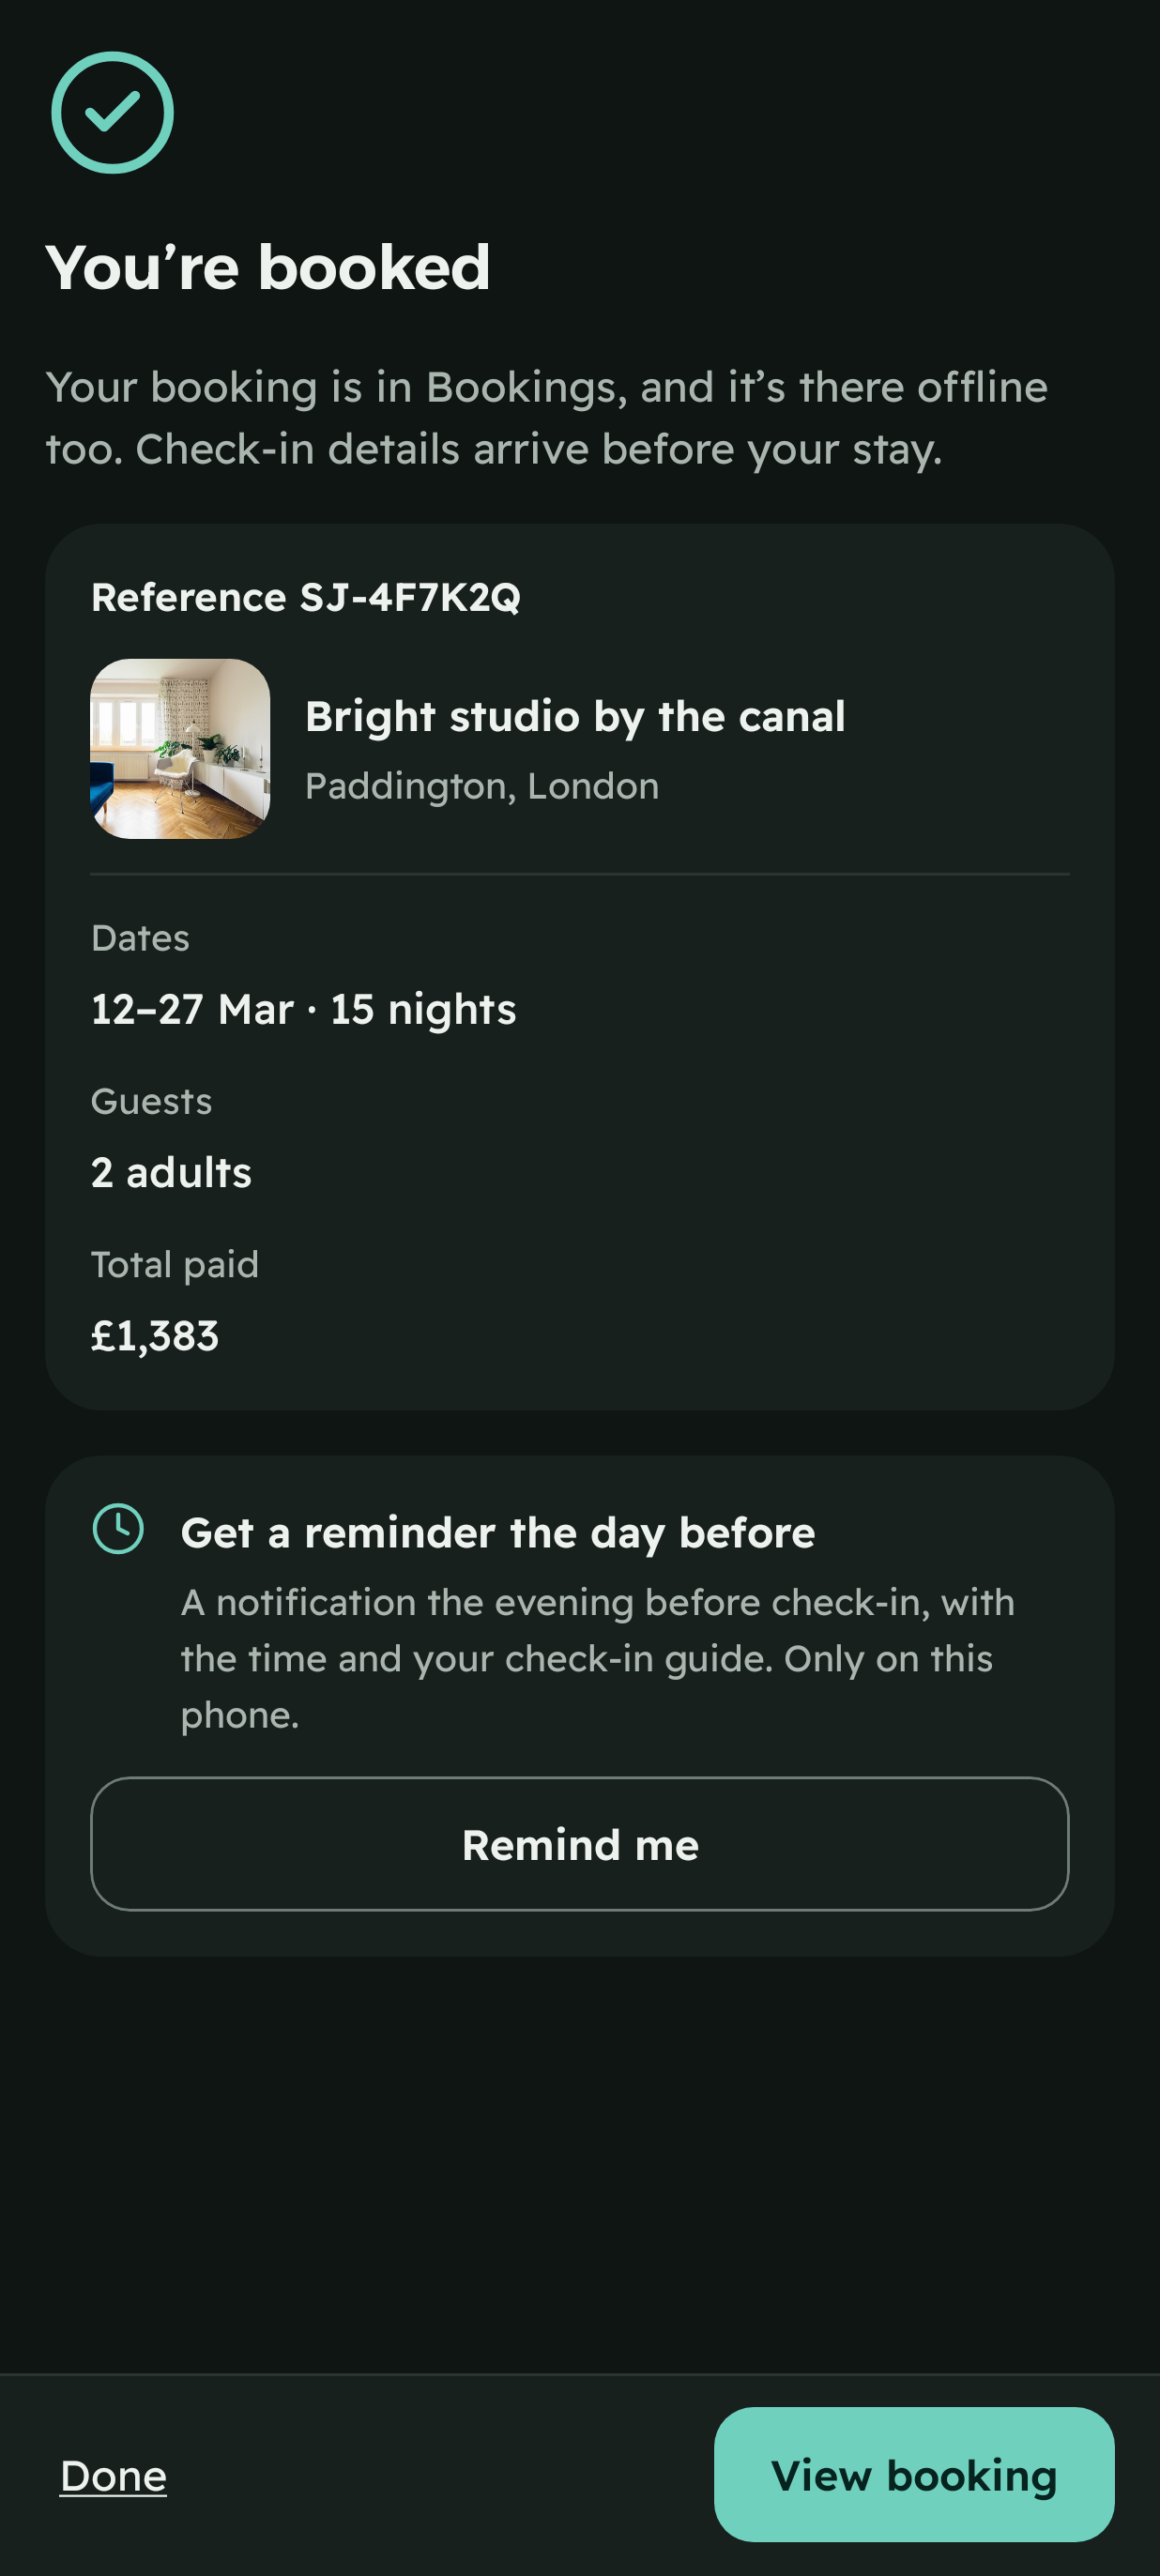 You’re booked
Your booking is in Bookings, and it’s there offline
too. Check-in details arrive before your stay.
Reference SJ-4F7K2Q
Bright studio by the canal
Paddington, London
Dates
12–27 Mar · 15 nights
Guests
2 adults
Total paid
£1,383
Get a reminder the day before
A notification the evening before check-in, with
the time and your check-in guide. Only on this
phone.
Remind me
Done
View booking